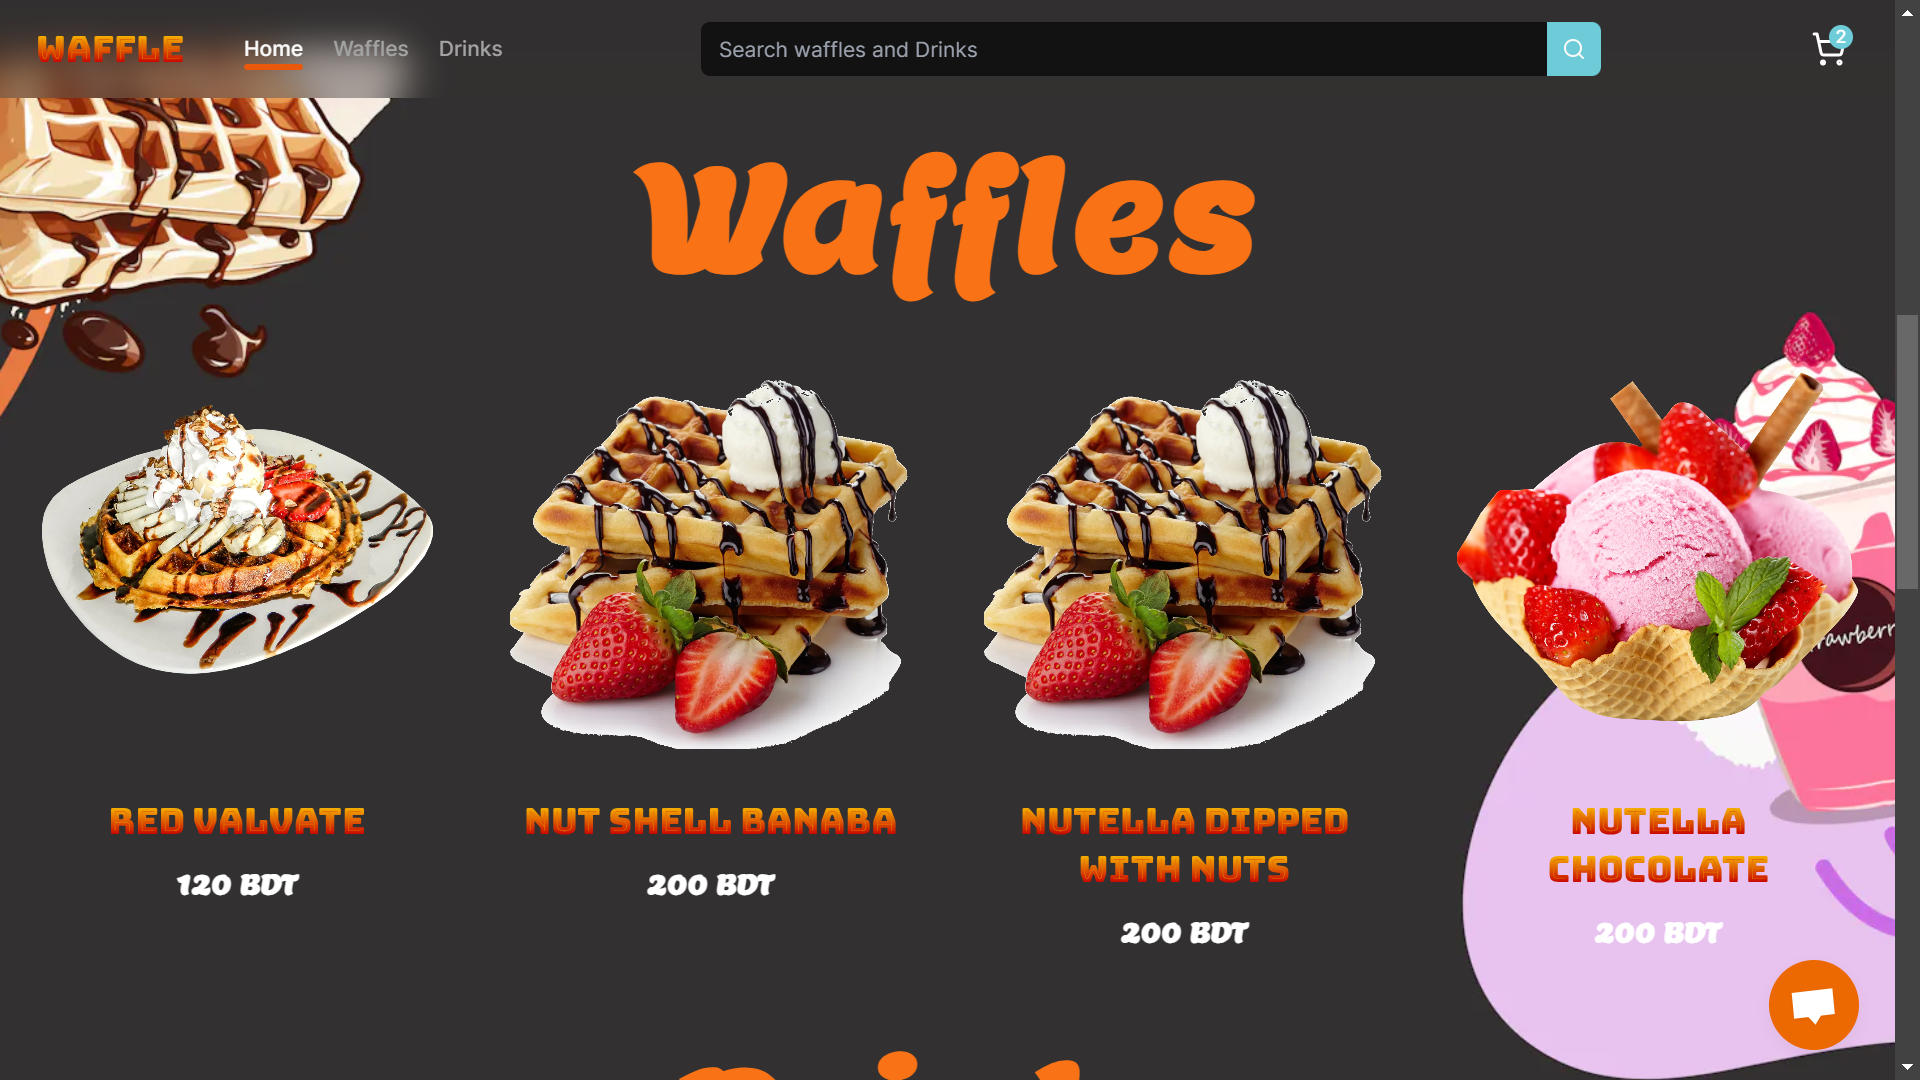 WAFFLE
Home
Waffles
Drinks
Search waffles and Drinks
2
Waffles
RED VALVATE
120 BDT
NUT SHELL BANABA
200 BDT
NUTELLA DIPPED
WITH NUTS
200 BDT
NUTELLA
CHOCOLATE
200 BDT